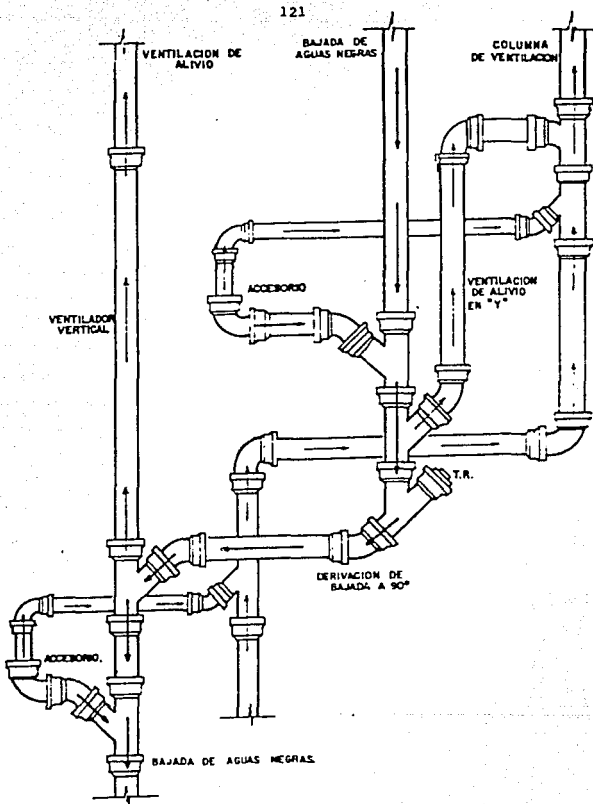 121
VENTILACION DE
ALIVIO
BAJADA DE
AGUAS NEGRAS
COLUMNA
DE VENTILACION
ACCESORIO
VENTILADOR
VERTICAL
VENTILACION
DE ALIVIO
EN "Y"
T.R.
DERIVACION DE
BAJADA A 90°
ACCESORIO.
BAJADA DE AGUAS NEGRAS